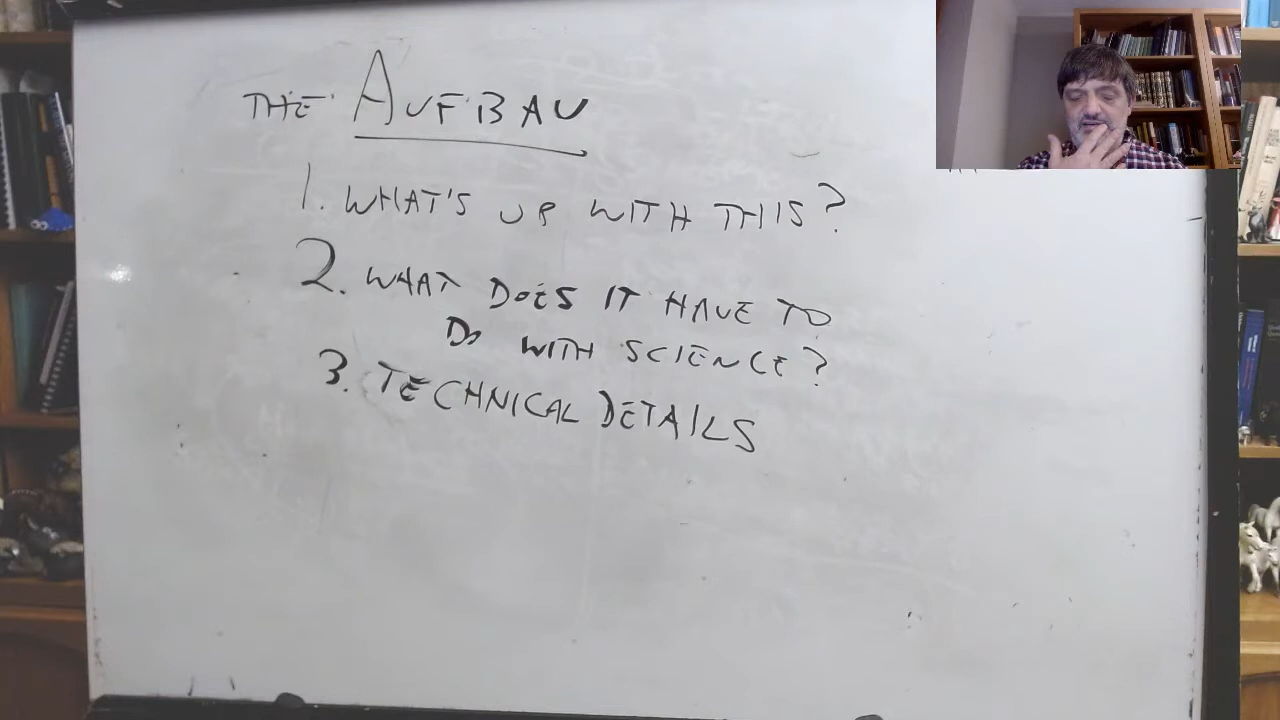 THE AUFBAU
1. WHAT'S UP WITH THIS?
2. WHAT DOES IT HAVE TO
DO WITH SCIENCE?
3. TECHNICAL DETAILS